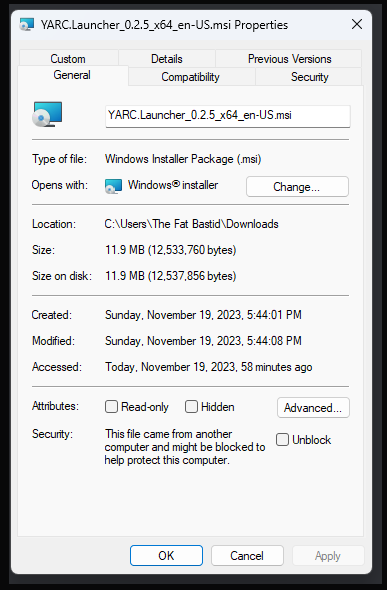 YARC.Launcher_0.2.5_x64_en-US.msi Properties
Custom Details Previous Versions
General Compatibility Security
YARC.Launcher_0.2.5_x64_en-US.msi
Type of file: Windows Installer Package (.msi)
Opens with: Windows® installer Change...
Location: C:\Users\The Fat Bastid\Downloads
Size: 11.9 MB (12,533,760 bytes)
Size on disk: 11.9 MB (12,537,856 bytes)
Created: Sunday, November 19, 2023, 5:44:01 PM
Modified: Sunday, November 19, 2023, 5:44:08 PM
Accessed: Today, November 19, 2023, 58 minutes ago
Attributes: Read-only Hidden Advanced...
Security: This file came from another
computer and might be blocked to
help protect this computer.
Unblock
OK Cancel Apply